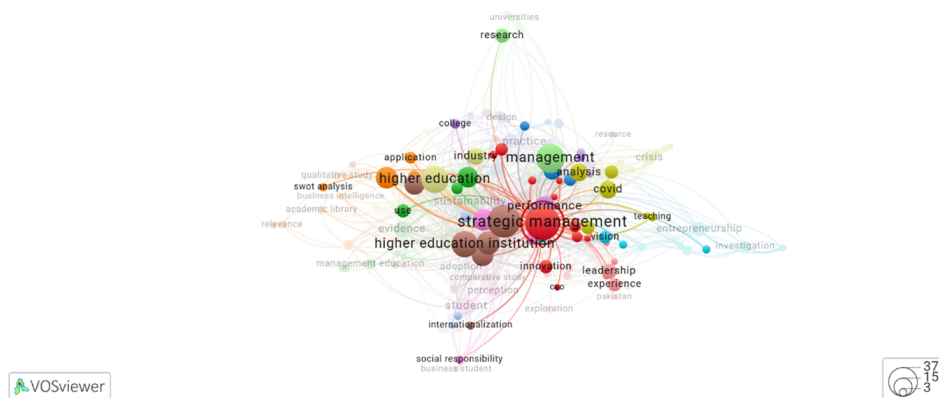 universities
research
college
design
practice
resource
application
industry
management
crisis
analysis
qualitative study
higher education
swot analysis
covid
business intelligence
sustainability
performance
academic library
use
teaching
strategic management
relevance
evidence
entrepreneurship
vision
higher education institution
investigation
management education
adoption
innovation
leadership
comparative study
experience
ceo
perception
pakistan
student
exploration
internationalization
social responsibility
business student
VOSviewer
37
15
3